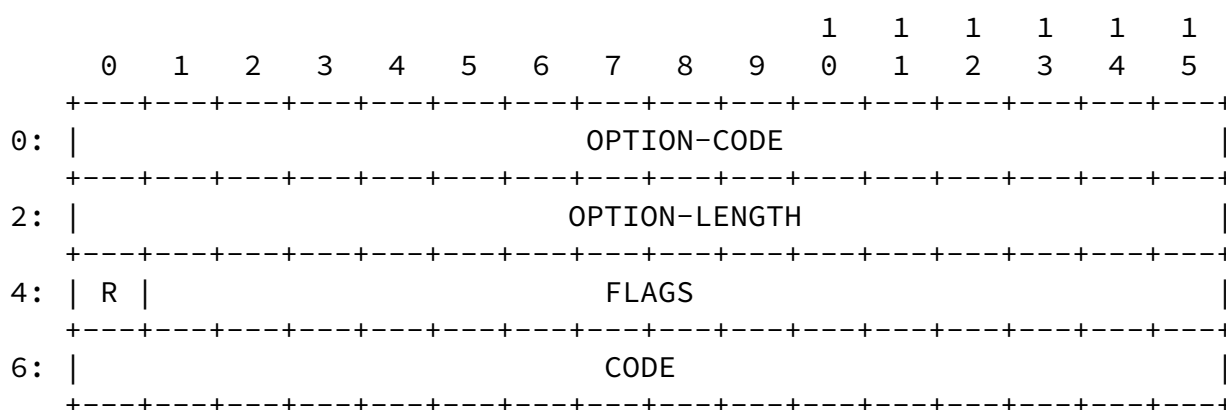 1   1   1   1   1   1
       0   1   2   3   4   5   6   7   8   9   0   1   2   3   4   5
     +---+---+---+---+---+---+---+---+---+---+---+---+---+---+---+---+
0: |                          OPTION-CODE                          |
     +---+---+---+---+---+---+---+---+---+---+---+---+---+---+---+---+
2: |                         OPTION-LENGTH                         |
     +---+---+---+---+---+---+---+---+---+---+---+---+---+---+---+---+
4: | R |                         FLAGS                             |
     +---+---+---+---+---+---+---+---+---+---+---+---+---+---+---+---+
6: |                           CODE                                |
     +---+---+---+---+---+---+---+---+---+---+---+---+---+---+---+---+